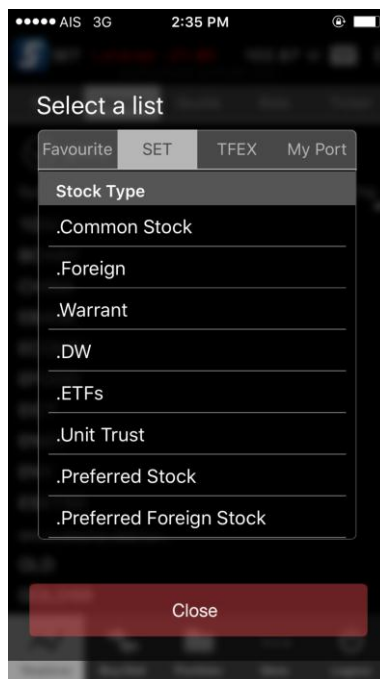 AIS 3G 2:35 PM
Select a list
Favourite SET TFEX My Port
Stock Type
.Common Stock
.Foreign
.Warrant
.DW
.ETFs
.Unit Trust
.Preferred Stock
.Preferred Foreign Stock
Close